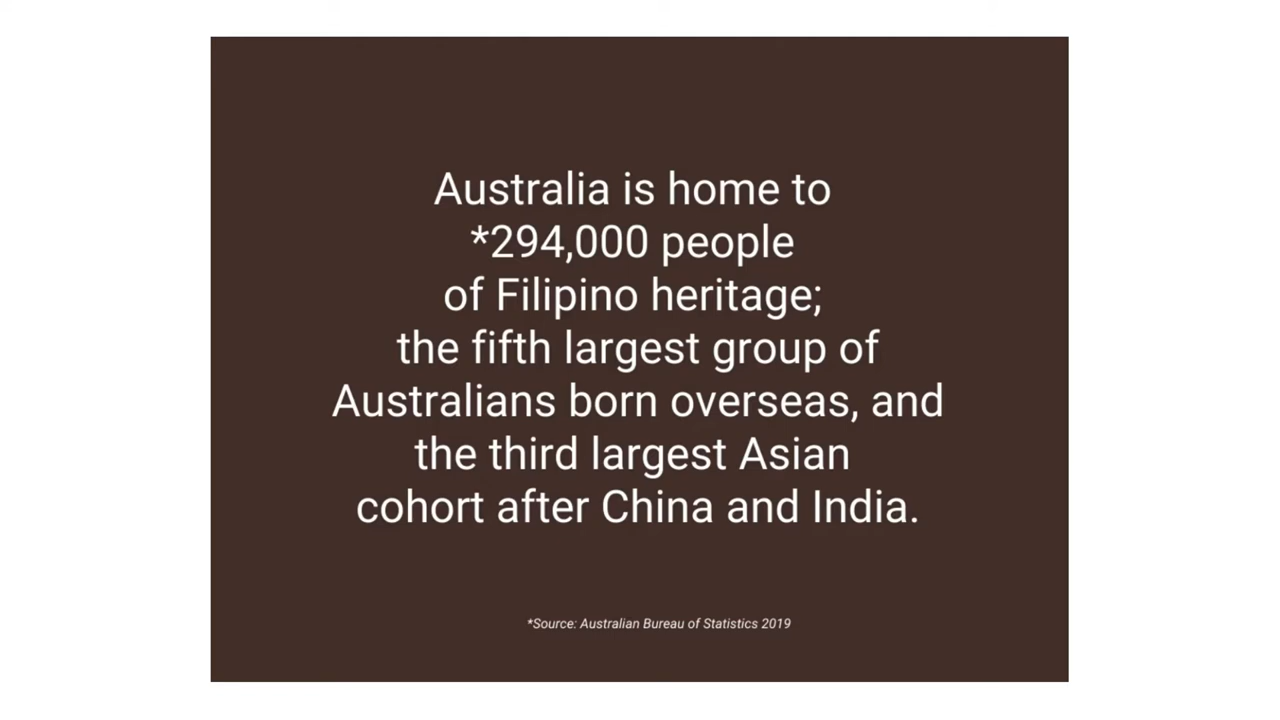 Australia is home to
*294,000 people
of Filipino heritage;
the fifth largest group of
Australians born overseas, and
the third largest Asian
cohort after China and India.
*Source: Australian Bureau of Statistics 2019